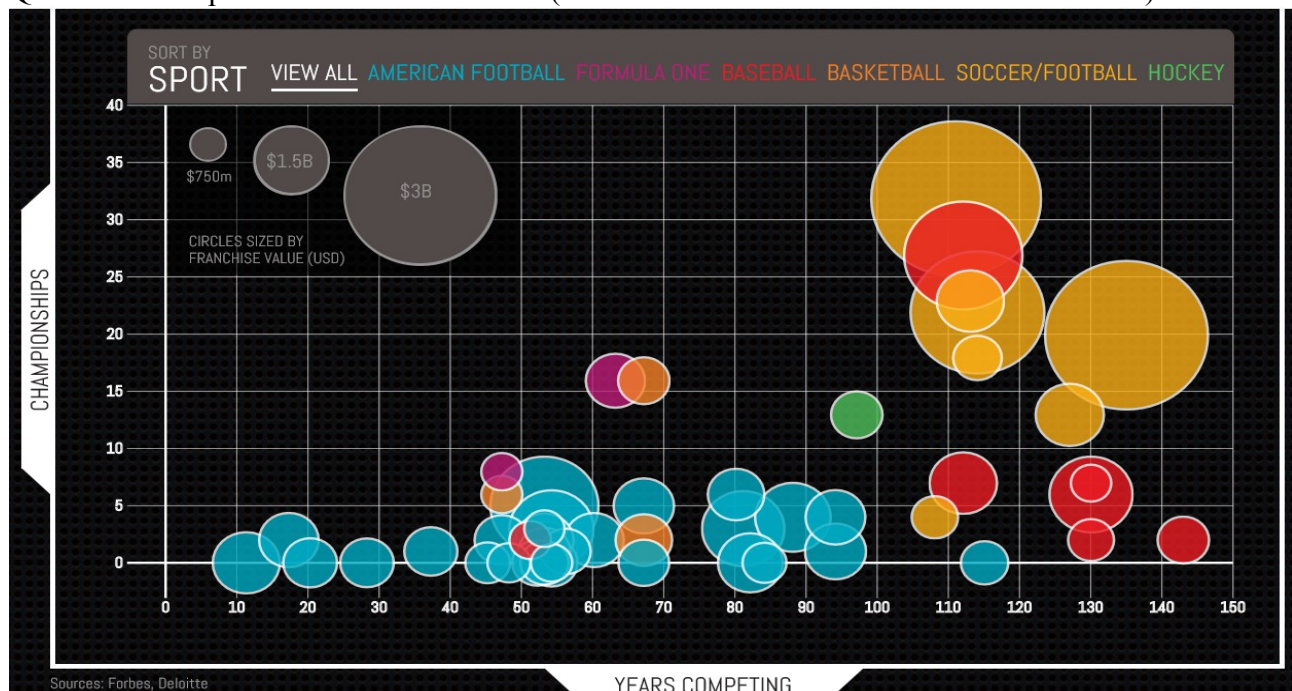 SORT BY
SPORT VIEW ALL AMERICAN FOOTBALL FORMULA ONE BASEBALL BASKETBALL SOCCER/FOOTBALL HOCKEY
40
35
30
25
20
15
10
5
0
$750m
$1.5B
$3B
CIRCLES SIZED BY
FRANCHISE VALUE (USD)
CHAMPIONSHIPS
0 10 20 30 40 50 60 70 80 90 100 110 120 130 140 150
YEARS COMPETING
Sources: Forbes, Deloitte